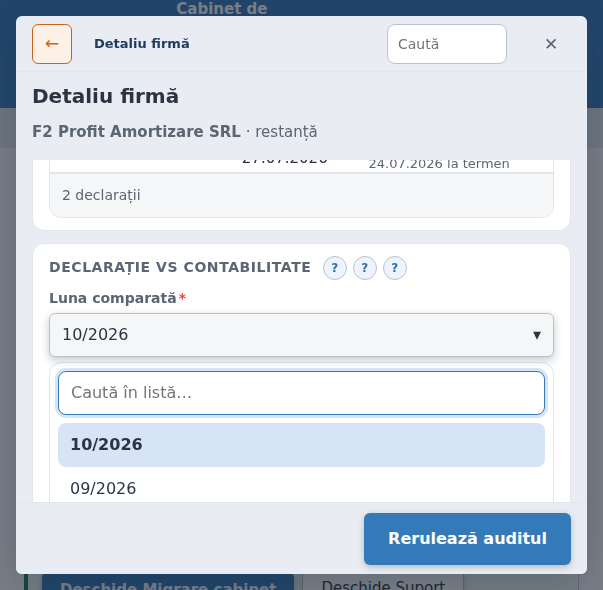 Cabinet de
←
Detaliu firmă
Caută
✕
Detaliu firmă
F2 Profit Amortizare SRL · restanță
27.07.2026
24.07.2026 la termen
2 declarații
DECLARAȚIE VS CONTABILITATE ? ? ?
Luna comparată*
10/2026 ▾
Caută în listă…
10/2026
09/2026
Rerulează auditul
Deschide Migrare cabinet
Deschide Suport